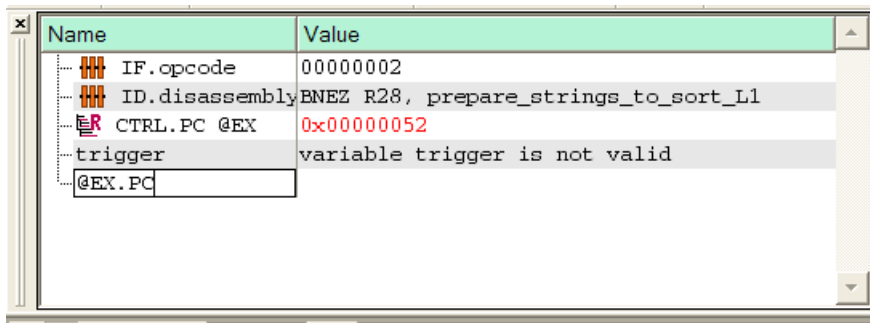 Name Value
IF.opcode 00000002
ID.disassembly BNEZ R28, prepare_strings_to_sort_L1
R CTRL.PC @EX 0x00000052
trigger variable trigger is not valid
@EX.PC